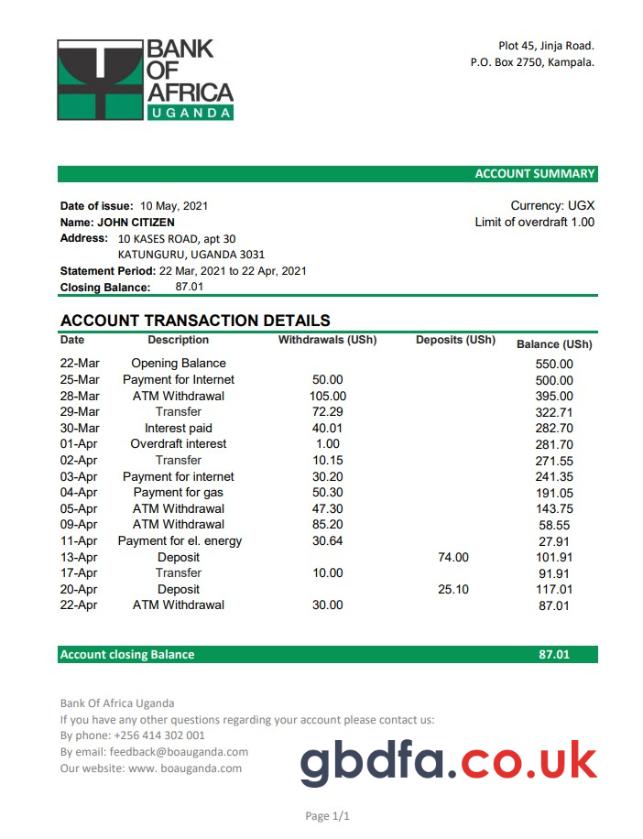 BANK
OF
AFRICA
UGANDA
Plot 45, Jinja Road.
P.O. Box 2750, Kampala.
ACCOUNT SUMMARY
Date of issue: 10 May, 2021
Currency: UGX
Name: JOHN CITIZEN
Limit of overdraft 1.00
Address: 10 KASES ROAD, apt 30
KATUNGURU, UGANDA 3031
Statement Period: 22 Mar, 2021 to 22 Apr, 2021
Closing Balance: 87.01
ACCOUNT TRANSACTION DETAILS
Date Description Withdrawals (USh) Deposits (USh) Balance (USh)
22-Mar Opening Balance 550.00
25-Mar Payment for Internet 50.00 500.00
28-Mar ATM Withdrawal 105.00 395.00
29-Mar Transfer 72.29 322.71
30-Mar Interest paid 40.01 282.70
01-Apr Overdraft interest 1.00 281.70
02-Apr Transfer 10.15 271.55
03-Apr Payment for internet 30.20 241.35
04-Apr Payment for gas 50.30 191.05
05-Apr ATM Withdrawal 47.30 143.75
09-Apr ATM Withdrawal 85.20 58.55
11-Apr Payment for el. energy 30.64 27.91
13-Apr Deposit 74.00 101.91
17-Apr Transfer 10.00 91.91
20-Apr Deposit 25.10 117.01
22-Apr ATM Withdrawal 30.00 87.01
Account closing Balance 87.01
Bank Of Africa Uganda
If you have any other questions regarding your account please contact us:
By phone: +256 414 302 001
By email: feedback@boauganda.com
Our website: www. boauganda.com
gbdfa.co.uk
Page 1/1